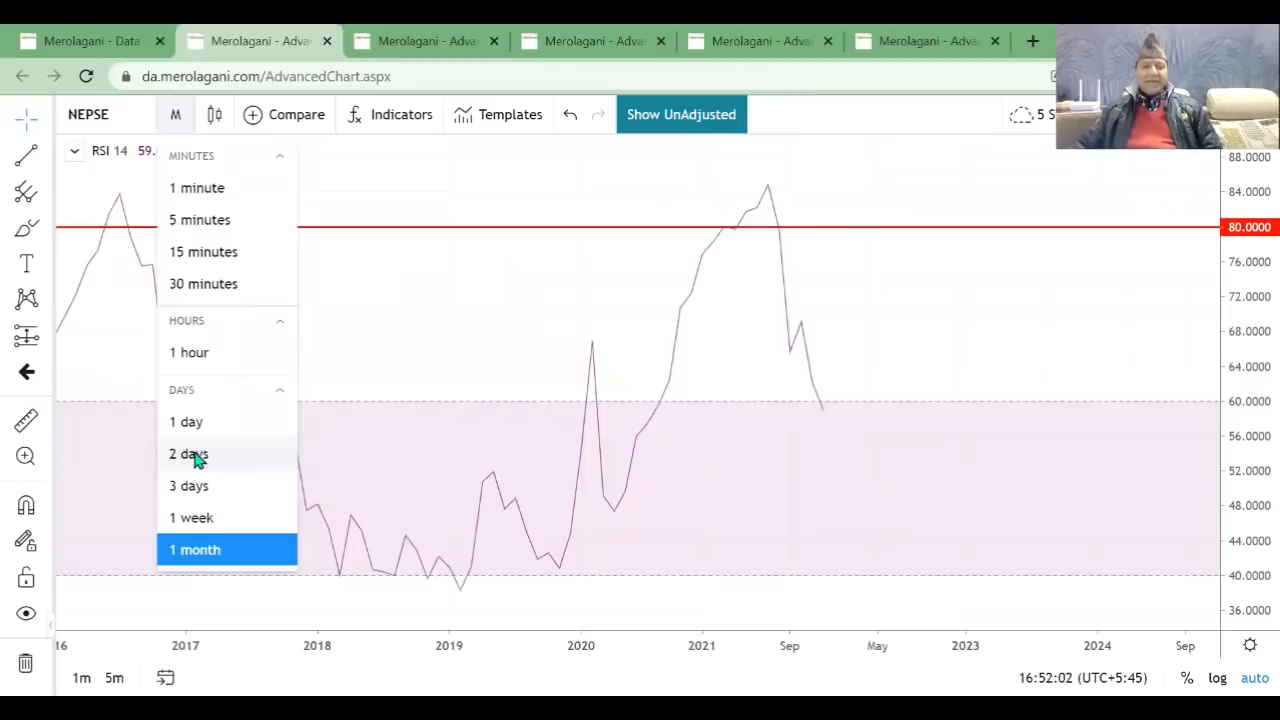 Merolagani - Data
Merolagani - Adva
Merolagani - Adva
Merolagani - Adva
Merolagani - Adva
Merolagani - Adva
da.merolagani.com/AdvancedChart.aspx
NEPSE
M
Compare
Indicators
Templates
Show UnAdjusted
5 S
RSI 14 59.
MINUTES
1 minute
5 minutes
15 minutes
30 minutes
HOURS
1 hour
DAYS
1 day
2 days
3 days
1 week
1 month
88.0000
84.0000
80.0000
76.0000
72.0000
68.0000
64.0000
60.0000
56.0000
52.0000
48.0000
44.0000
40.0000
36.0000
16 2017 2018 2019 2020 2021 Sep May 2023 2024 Sep
1m 5m
16:52:02 (UTC+5:45) % log auto